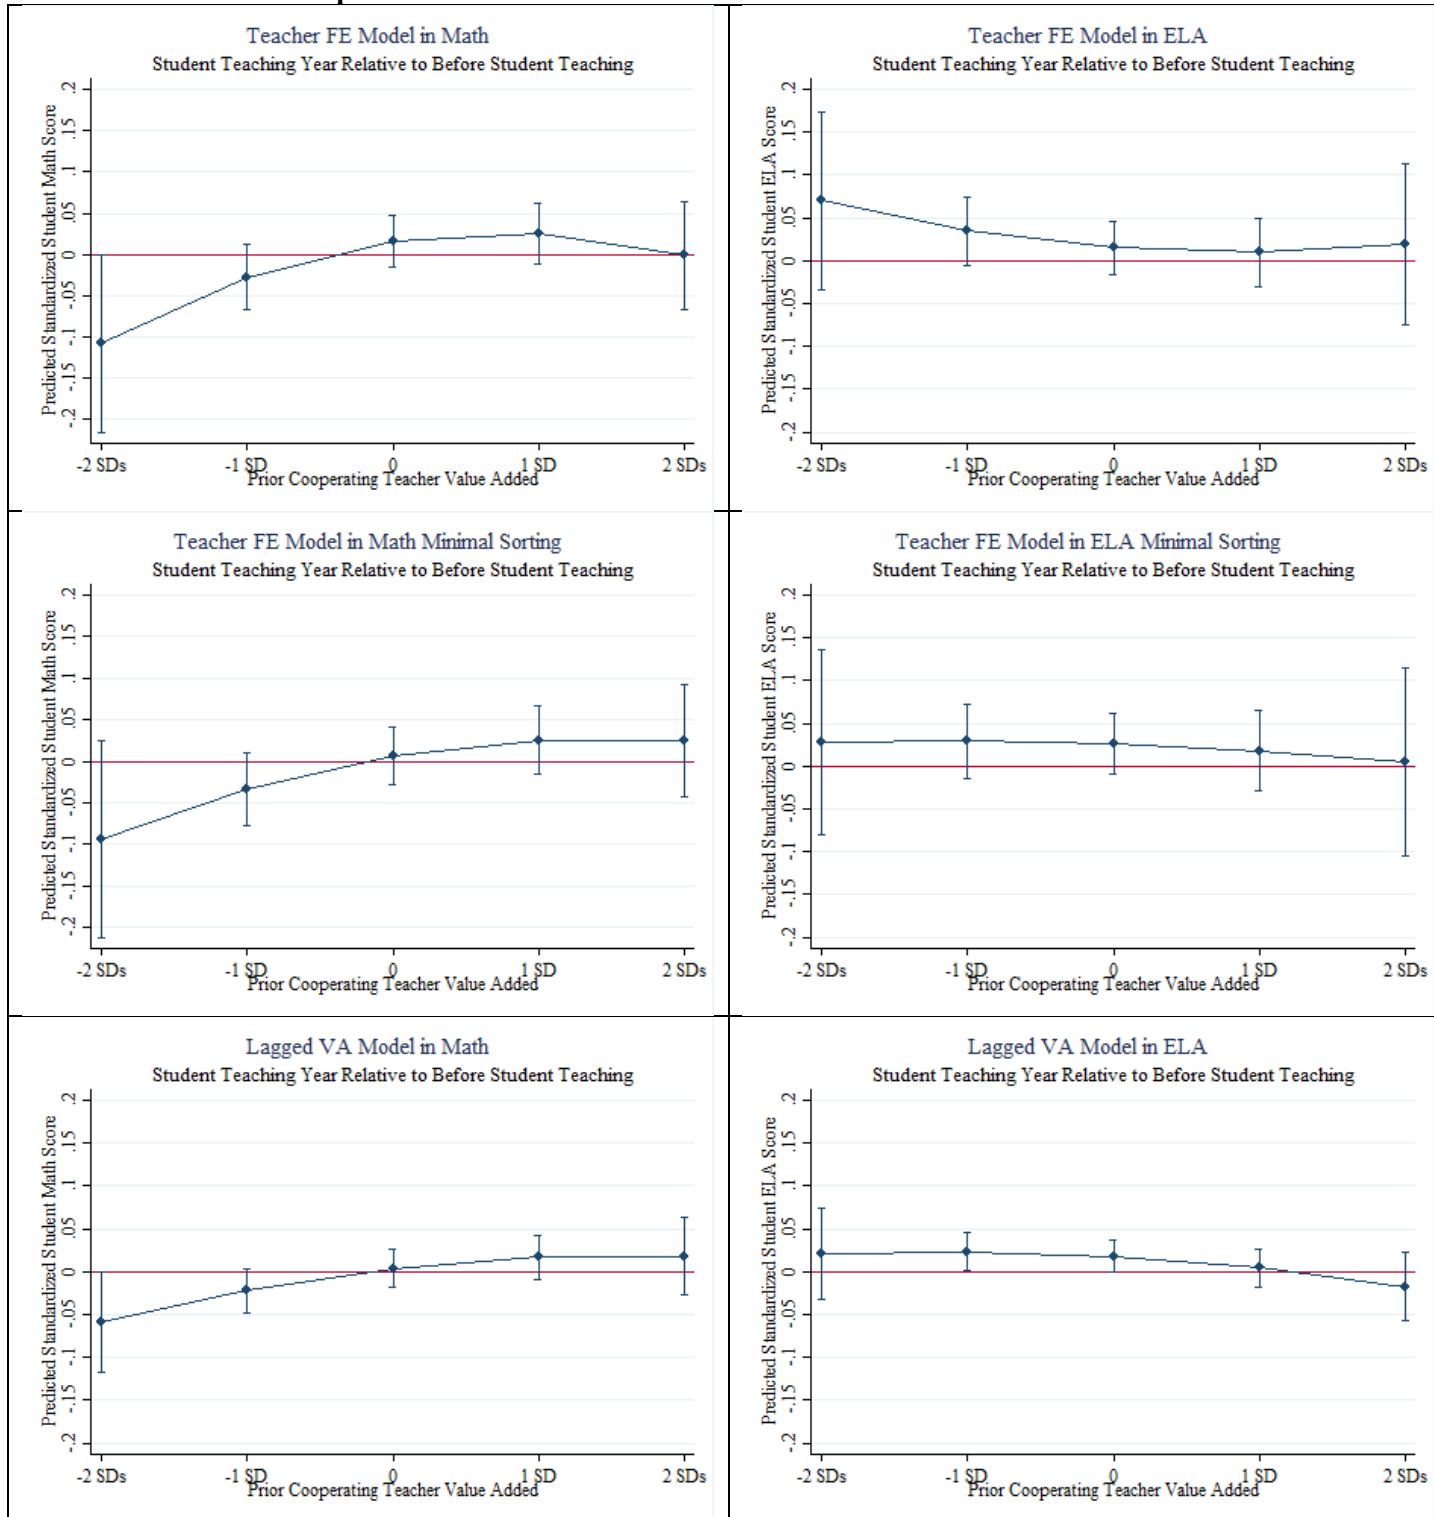 Teacher FE Model in Math
Student Teaching Year Relative to Before Student Teaching
Predicted Standardized Student Math Score
.2
.15
.1
.05
0
-.05
-.1
-.15
-.2
-2 SDs
-1 SD
0
1 SD
2 SDs
Prior Cooperating Teacher Value Added
Teacher FE Model in ELA
Student Teaching Year Relative to Before Student Teaching
Predicted Standardized Student ELA Score
.2
.15
.1
.05
0
-.05
-.1
-.15
-.2
-2 SDs
-1 SD
0
1 SD
2 SDs
Prior Cooperating Teacher Value Added
Teacher FE Model in Math Minimal Sorting
Student Teaching Year Relative to Before Student Teaching
Predicted Standardized Student Math Score
.2
.15
.1
.05
0
-.05
-.1
-.15
-.2
-2 SDs
-1 SD
0
1 SD
2 SDs
Prior Cooperating Teacher Value Added
Teacher FE Model in ELA Minimal Sorting
Student Teaching Year Relative to Before Student Teaching
Predicted Standardized Student ELA Score
.2
.15
.1
.05
0
-.05
-.1
-.15
-.2
-2 SDs
-1 SD
0
1 SD
2 SDs
Prior Cooperating Teacher Value Added
Lagged VA Model in Math
Student Teaching Year Relative to Before Student Teaching
Predicted Standardized Student Math Score
.2
.15
.1
.05
0
-.05
-.1
-.15
-.2
-2 SDs
-1 SD
0
1 SD
2 SDs
Prior Cooperating Teacher Value Added
Lagged VA Model in ELA
Student Teaching Year Relative to Before Student Teaching
Predicted Standardized Student ELA Score
.2
.15
.1
.05
0
-.05
-.1
-.15
-.2
-2 SDs
-1 SD
0
1 SD
2 SDs
Prior Cooperating Teacher Value Added